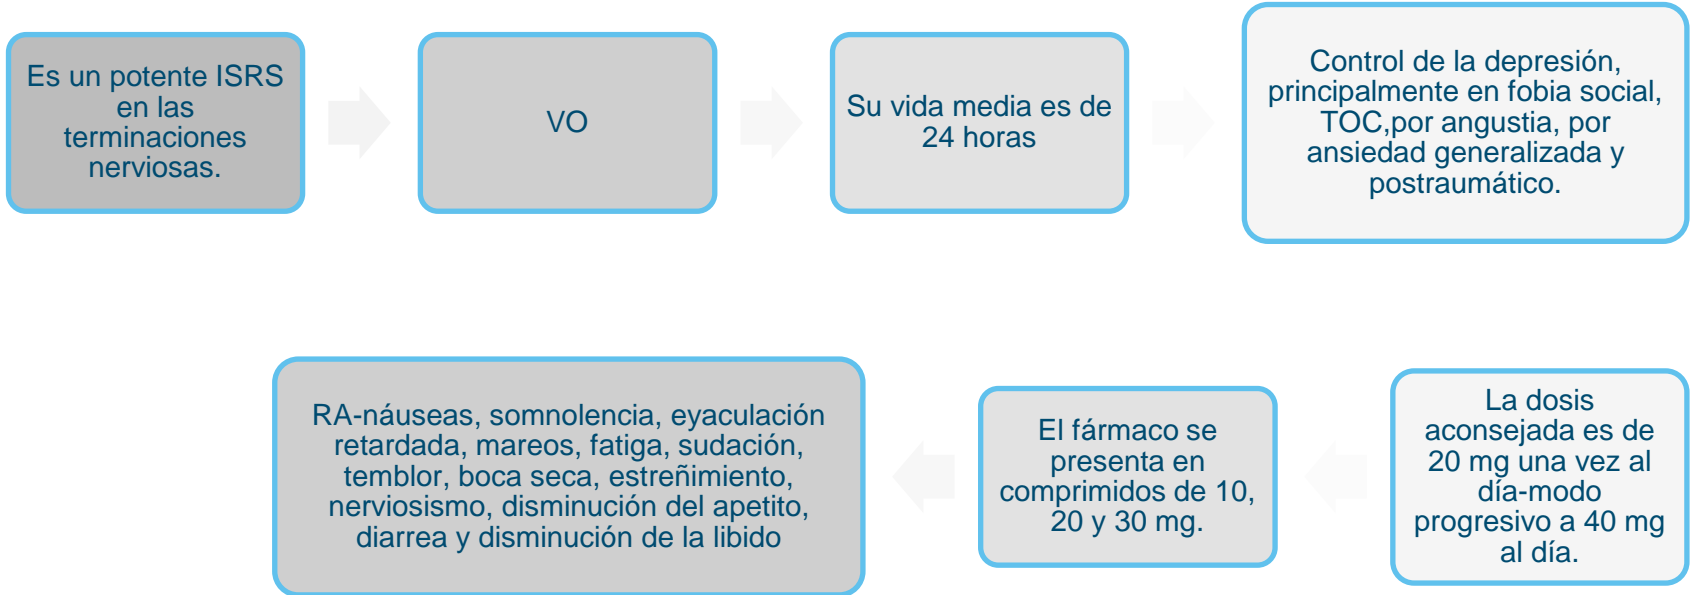 Es un potente ISRS
en las
terminaciones
nerviosas.
VO
Su vida media es de
24 horas
Control de la depresión,
principalmente en fobia social,
TOC,por angustia, por
ansiedad generalizada y
postraumático.
La dosis
aconsejada es de
20 mg una vez al
día-modo
progresivo a 40 mg
al día.
El fármaco se
presenta en
comprimidos de 10,
20 y 30 mg.
RA-náuseas, somnolencia, eyaculación
retardada, mareos, fatiga, sudación,
temblor, boca seca, estreñimiento,
nerviosismo, disminución del apetito,
diarrea y disminución de la libido